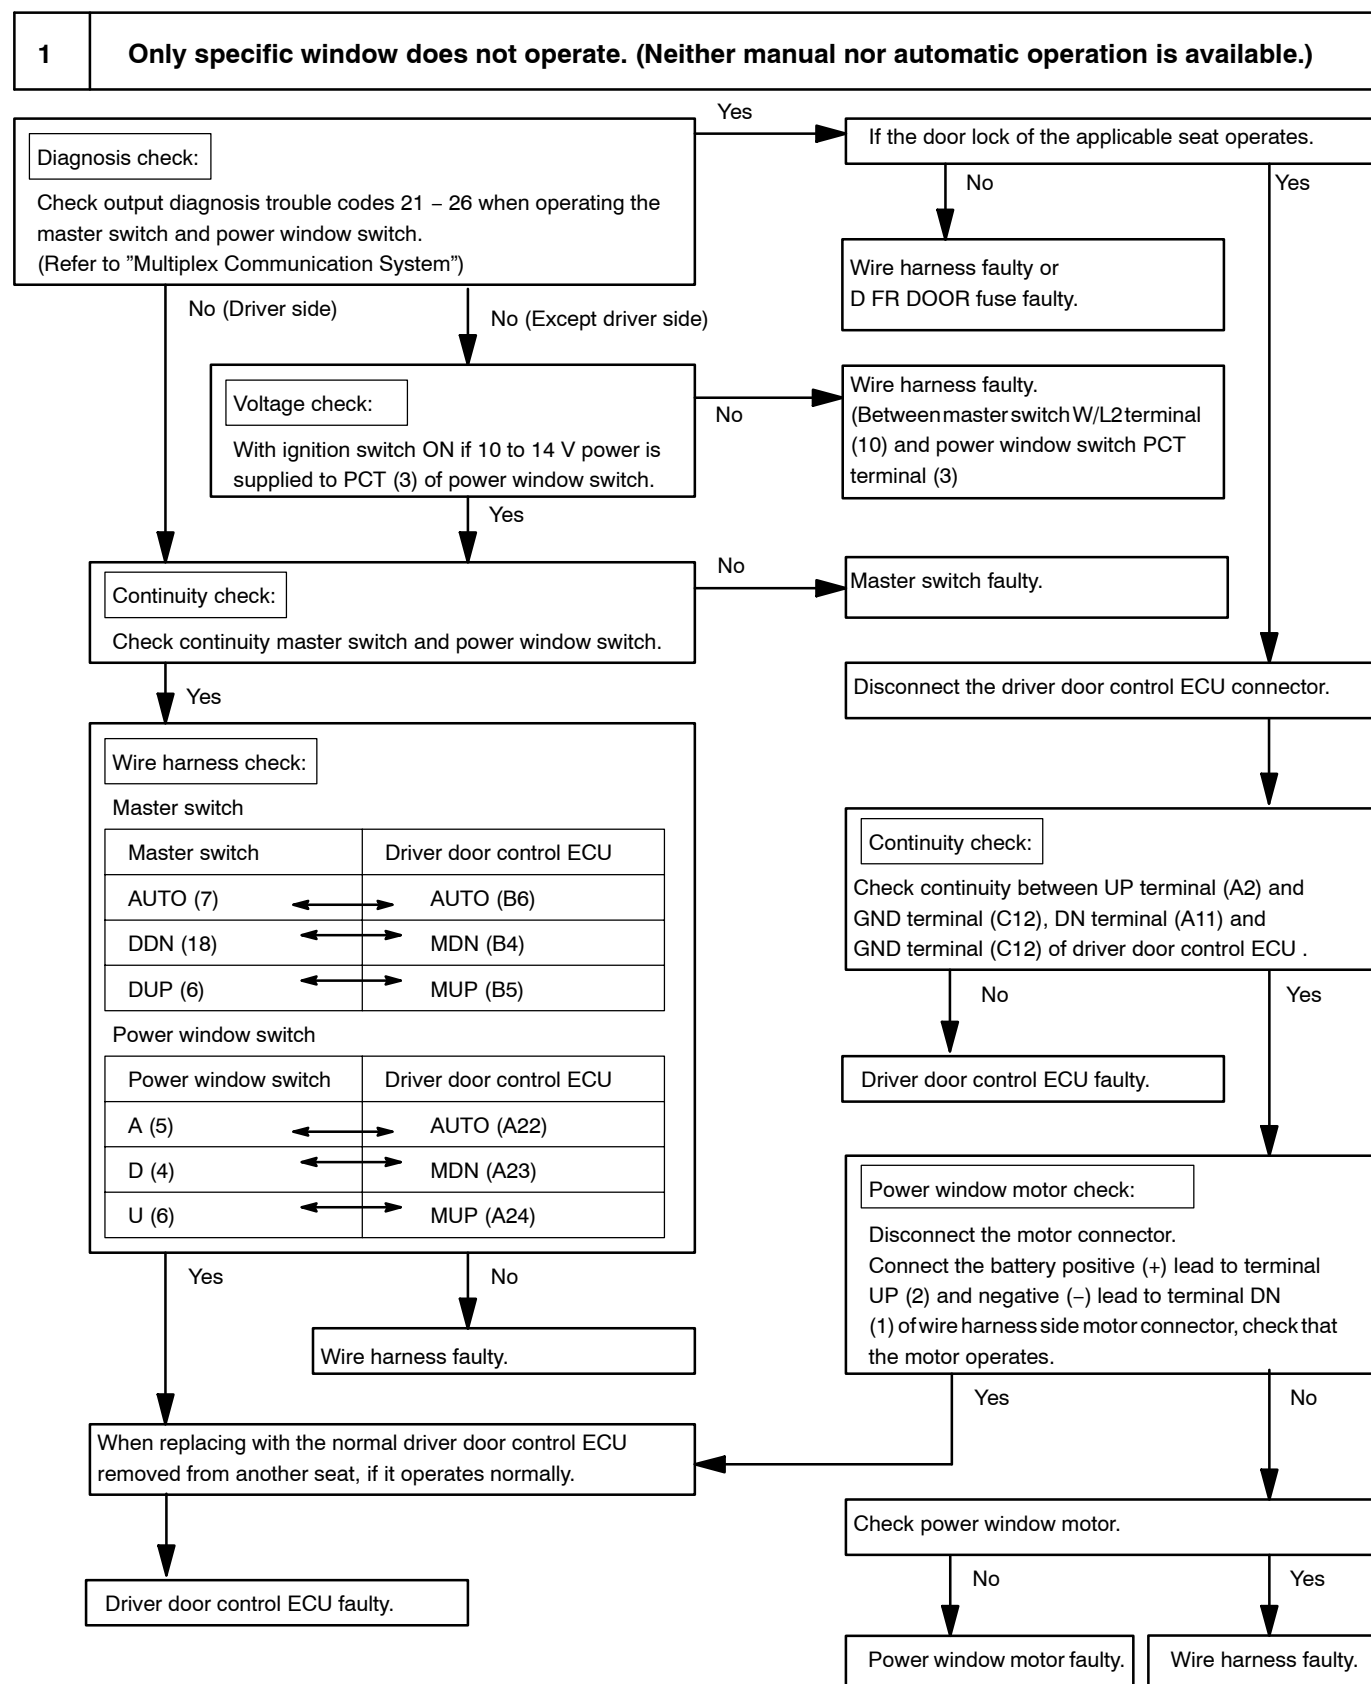 1 Only specific window does not operate. (Neither manual nor automatic operation is available.)
Diagnosis check:
Check output diagnosis trouble codes 21 – 26 when operating the
master switch and power window switch.
(Refer to ”Multiplex Communication System”)
Yes
If the door lock of the applicable seat operates.
No
Yes
Wire harness faulty or
D FR DOOR fuse faulty.
No (Driver side)
No (Except driver side)
Voltage check:
With ignition switch ON if 10 to 14 V power is
supplied to PCT (3) of power window switch.
No
Wire harness faulty.
(Between master switch W/L2 terminal
(10) and power window switch PCT
terminal (3)
Yes
Continuity check:
Check continuity master switch and power window switch.
No
Master switch faulty.
Yes
Disconnect the driver door control ECU connector.
Wire harness check:
Master switch
Master switch Driver door control ECU
AUTO (7) AUTO (B6)
DDN (18) MDN (B4)
DUP (6) MUP (B5)
Power window switch
Power window switch Driver door control ECU
A (5) AUTO (A22)
D (4) MDN (A23)
U (6) MUP (A24)
Continuity check:
Check continuity between UP terminal (A2) and
GND terminal (C12), DN terminal (A11) and
GND terminal (C12) of driver door control ECU .
No
Yes
Driver door control ECU faulty.
Power window motor check:
Disconnect the motor connector.
Connect the battery positive (+) lead to terminal
UP (2) and negative (–) lead to terminal DN
(1) of wire harness side motor connector, check that
the motor operates.
Yes
No
Wire harness faulty.
Yes
No
When replacing with the normal driver door control ECU
removed from another seat, if it operates normally.
Driver door control ECU faulty.
Check power window motor.
No
Yes
Power window motor faulty.
Wire harness faulty.